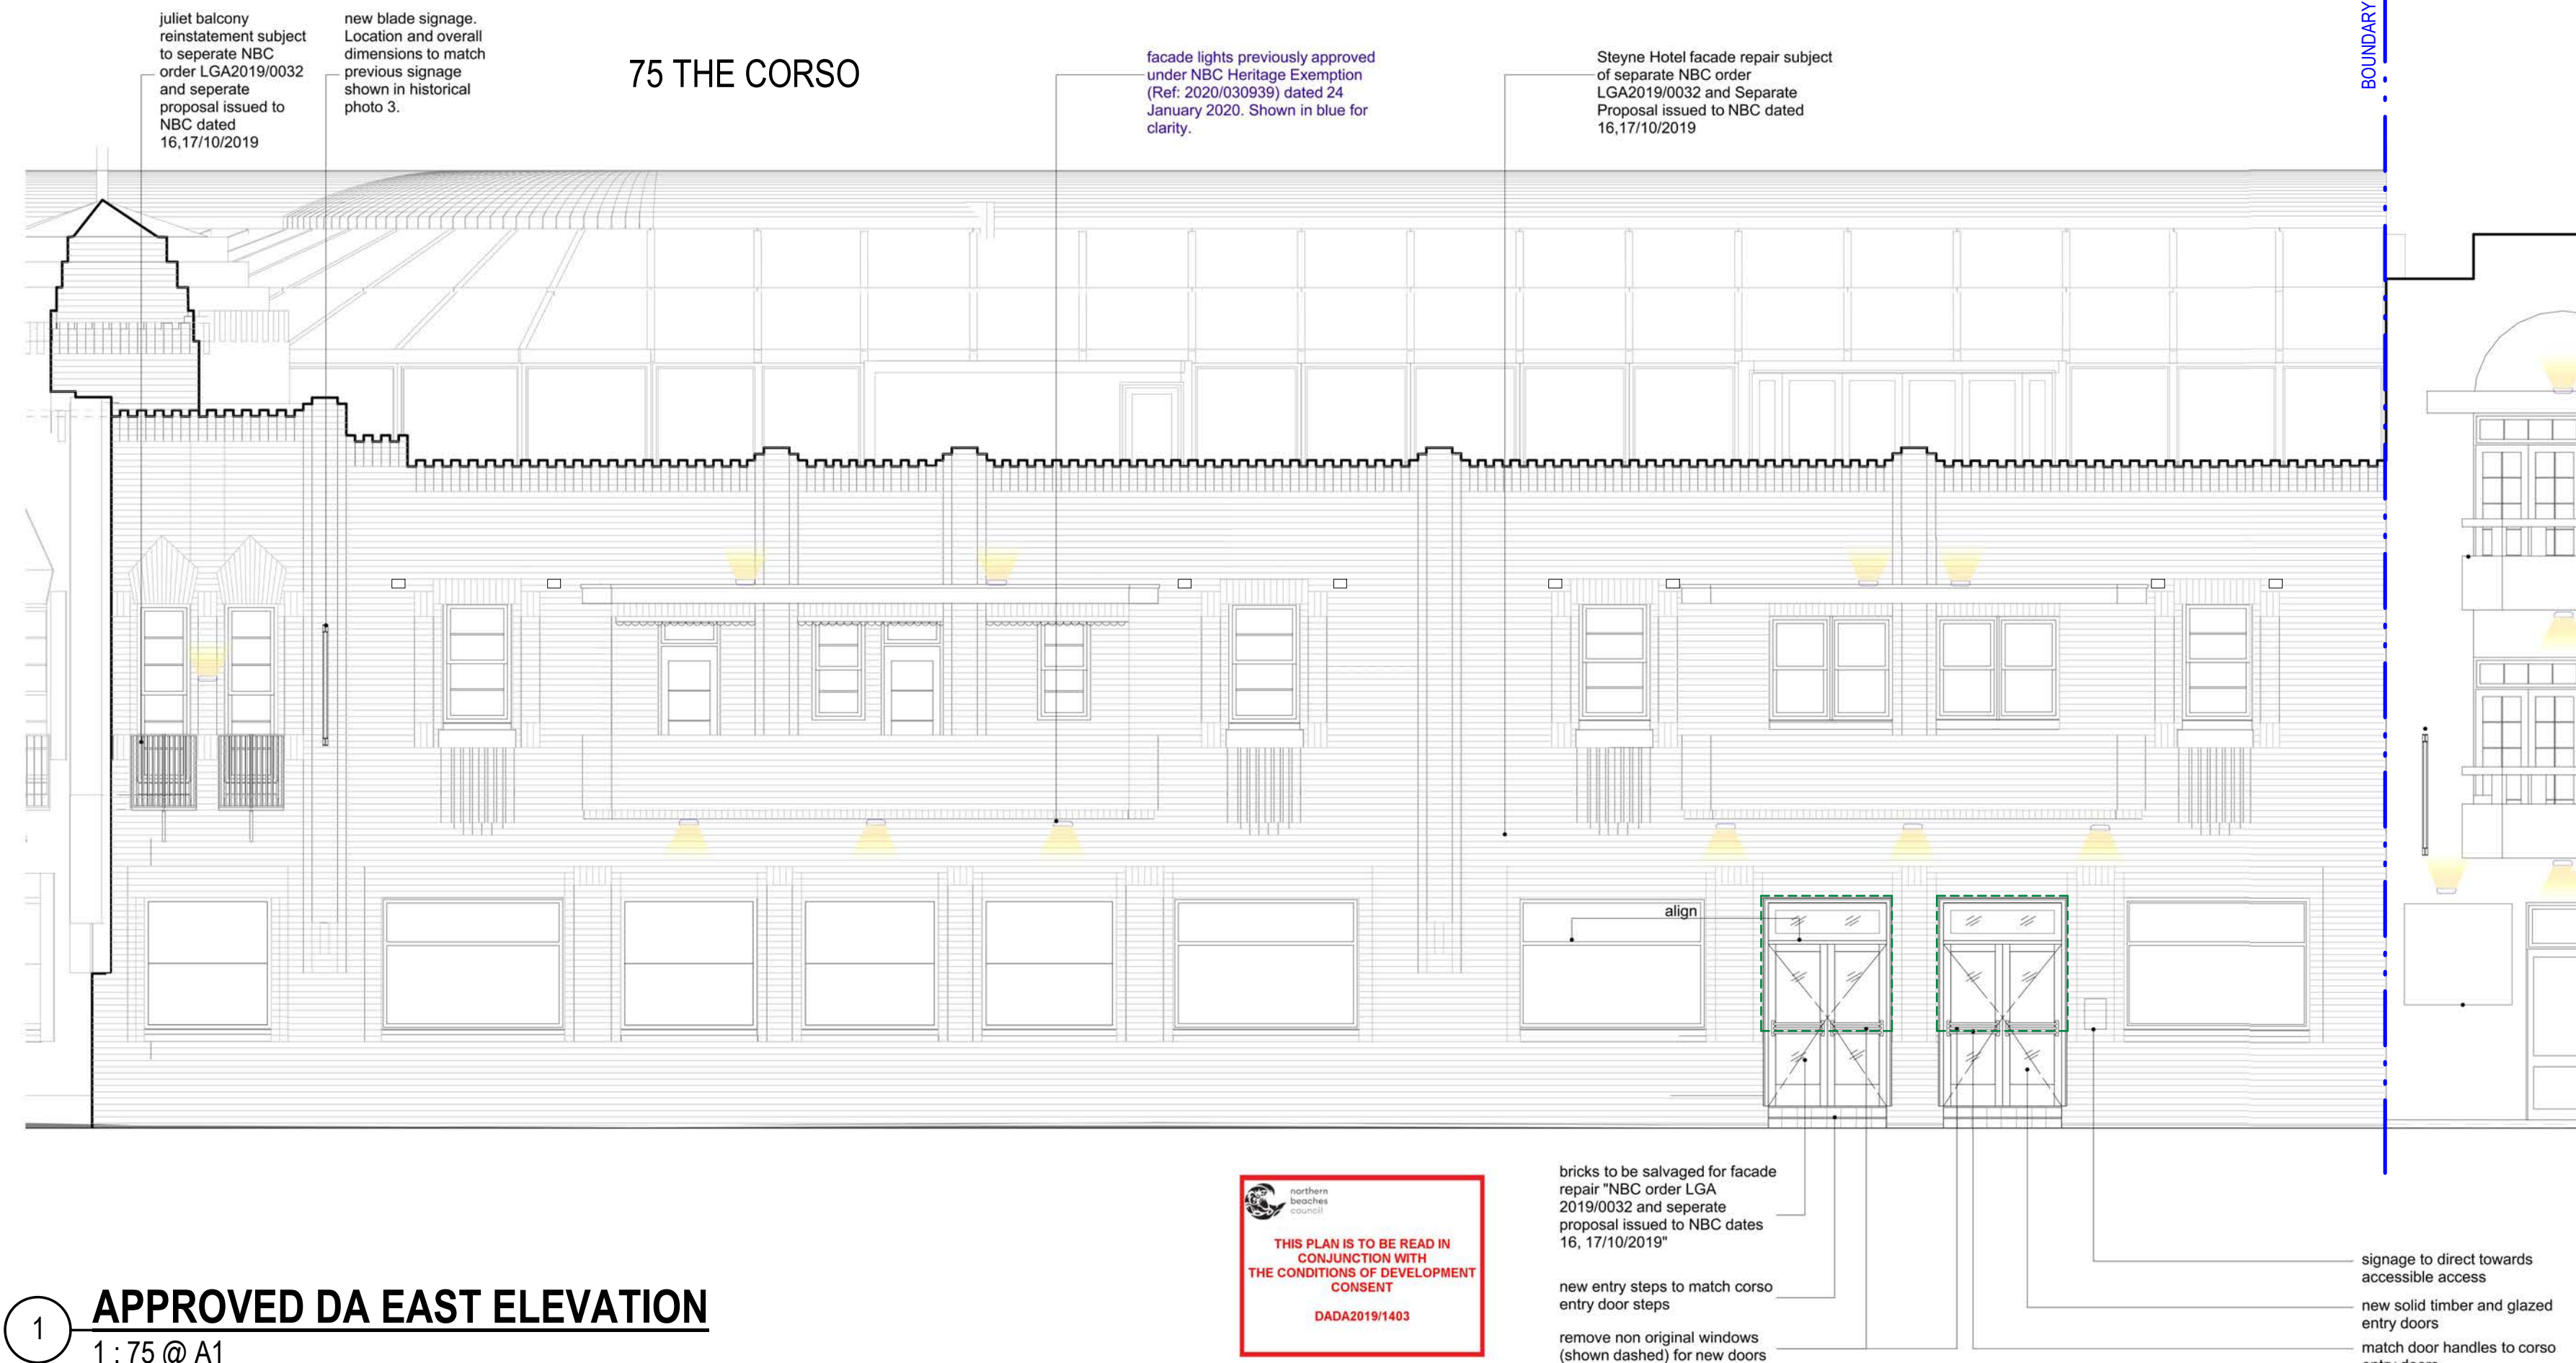 juliet balcony
reinstatement subject
to seperate NBC
order LGA2019/0032
and seperate
proposal issued to
NBC dated
16,17/10/2019
new blade signage.
Location and overall
dimensions to match
previous signage
shown in historical
photo 3.
75 THE CORSO
facade lights previously approved
under NBC Heritage Exemption
(Ref: 2020/030939) dated 24
January 2020. Shown in blue for
clarity.
Steyne Hotel facade repair subject
of separate NBC order
LGA2019/0032 and Separate
Proposal issued to NBC dated
16,17/10/2019
BOUNDARY
align
northern
beaches
council
THIS PLAN IS TO BE READ IN
CONJUNCTION WITH
THE CONDITIONS OF DEVELOPMENT
CONSENT
DADA2019/1403
bricks to be salvaged for facade
repair "NBC order LGA
2019/0032 and seperate
proposal issued to NBC dates
16, 17/10/2019"
new entry steps to match corso
entry door steps
remove non original windows
(shown dashed) for new doors
signage to direct towards
accessible access
new solid timber and glazed
entry doors
match door handles to corso
1
APPROVED DA EAST ELEVATION
1 : 75 @ A1